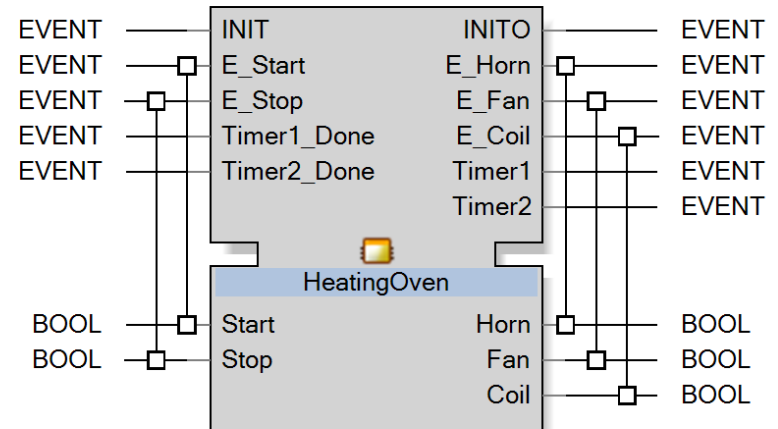 EVENT INIT INITO EVENT
EVENT E_Start E_Horn EVENT
EVENT E_Stop E_Fan EVENT
EVENT Timer1_Done E_Coil EVENT
EVENT Timer2_Done Timer1 EVENT
Timer2 EVENT
HeatingOven
BOOL Start Horn BOOL
BOOL Stop Fan BOOL
Coil BOOL